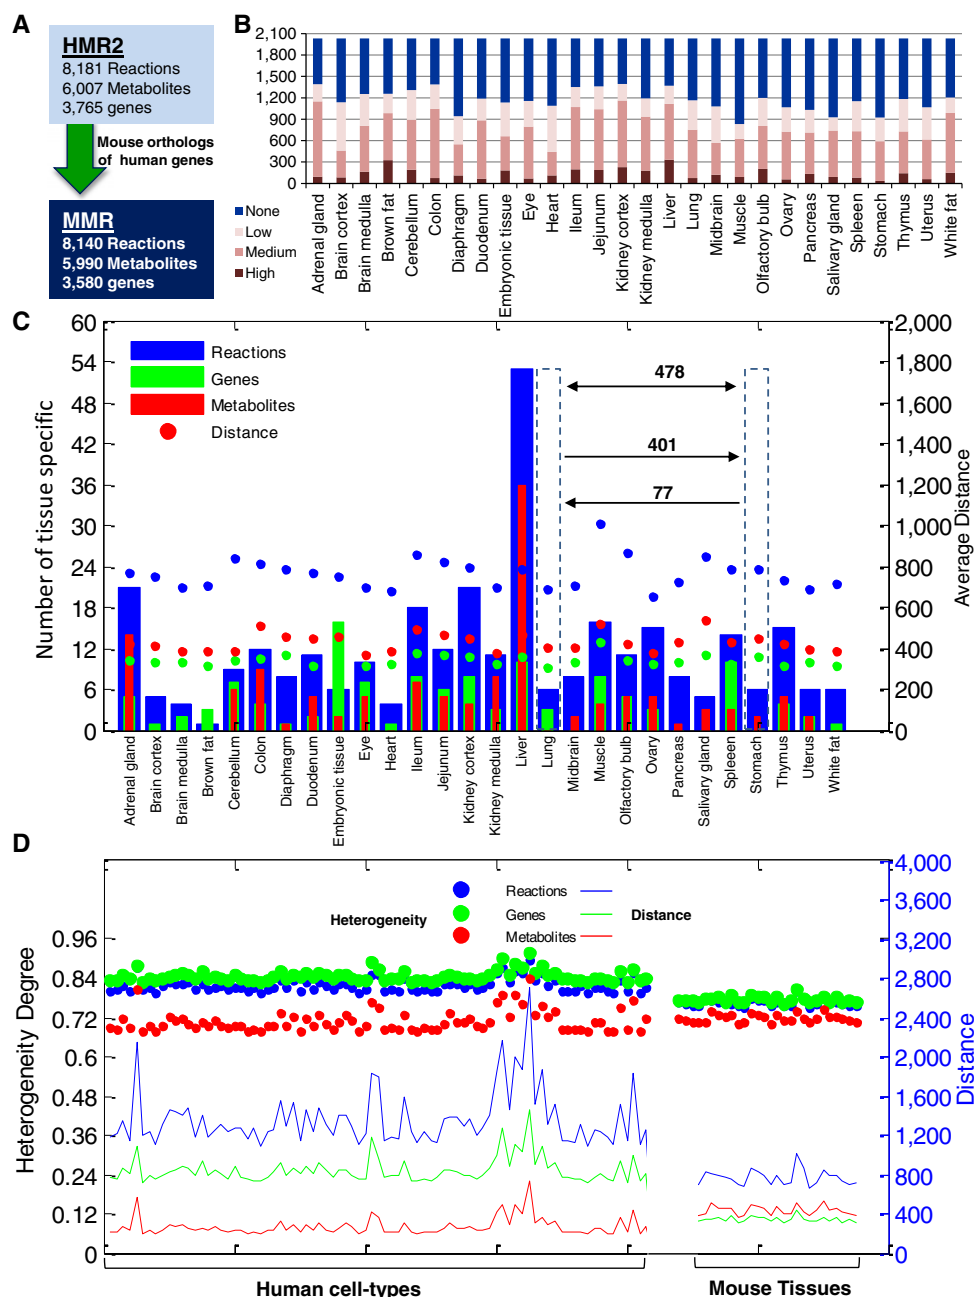 A
HMR2
8,181 Reactions
6,007 Metabolites
3,765 genes
Mouse orthologs
of human genes
MMR
8,140 Reactions
5,990 Metabolites
3,580 genes
B
2,100
1,800
1,500
1,200
900
600
300
0
None
Low
Medium
High
Adrenal gland
Brain cortex
Brain medulla
Brown fat
Cerebellum
Colon
Diaphragm
Duodenum
Embryonic tissue
Eye
Heart
Ileum
Jejunum
Kidney cortex
Kidney medulla
Liver
Lung
Midbrain
Muscle
Olfactory bulb
Ovary
Pancreas
Salivary gland
Spleeen
Stomach
Thymus
Uterus
White fat
C
Number of tissue specific
60
54
48
42
36
30
24
18
12
6
0
Reactions
Genes
Metabolites
Distance
478
401
77
2,000
1,800
1,600
1,400
1,200
1,000
800
600
400
200
0
Average Distance
Adrenal gland
Brain cortex
Brain medulla
Brown fat
Cerebellum
Colon
Diaphragm
Duodenum
Embryonic tissue
Eye
Heart
Ileum
Jejunum
Kidney cortex
Kidney medulla
Liver
Lung
Midbrain
Muscle
Olfactory bulb
Ovary
Pancreas
Salivary gland
Spleeen
Stomach
Thymus
Uterus
White fat
D
Heterogeneity Degree
0.96
0.84
0.72
0.6
0.48
0.36
0.24
0.12
0
Heterogeneity
Reactions
Genes
Metabolites
Distance
4,000
3,600
3,200
2,800
2,400
2,000
1,600
1,200
800
400
0
Distance
Human cell-types
Mouse Tissues